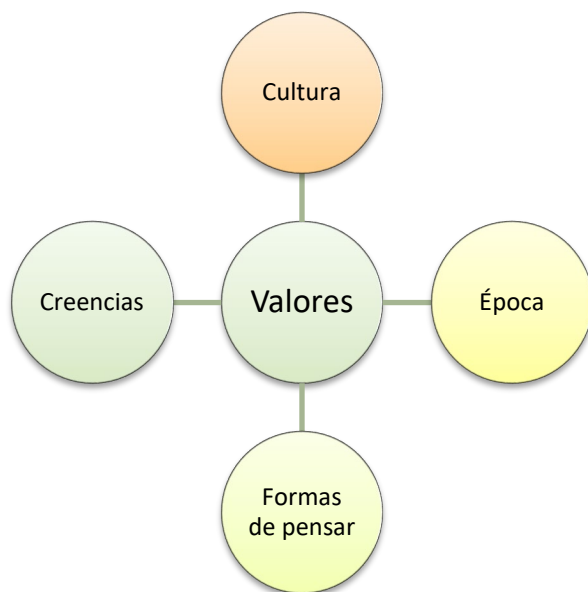 Cultura
Creencias
Valores
Época
Formas
de pensar